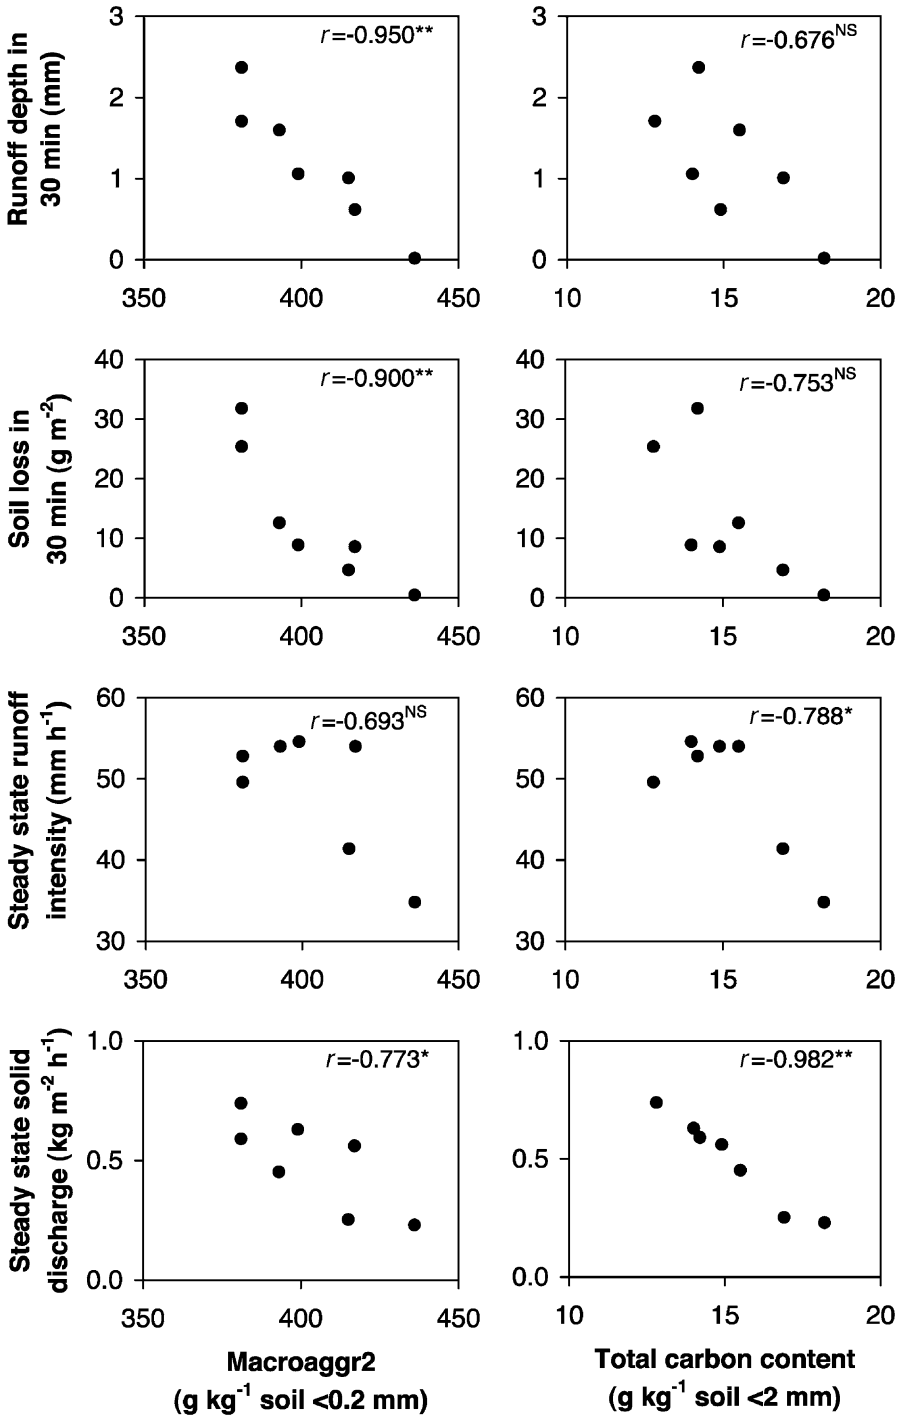 Runoff depth in
30 min (mm)
3
2
1
0
350
400
450
r=-0.950**
3
2
1
0
10
15
20
r=-0.676NS
Soil loss in
30 min (g m-2)
40
30
20
10
0
350
400
450
r=-0.900**
40
30
20
10
0
10
15
20
r=-0.753NS
Steady state runoff
intensity (mm h-1)
60
50
40
30
350
400
450
r=-0.693NS
60
50
40
30
10
15
20
r=-0.788*
Steady state solid
discharge (kg m-2 h-1)
1.0
0.5
0.0
350
400
450
r=-0.773*
1.0
0.5
0.0
10
15
20
r=-0.982**
Macroaggr2
(g kg-1 soil <0.2 mm)
Total carbon content
(g kg-1 soil <2 mm)